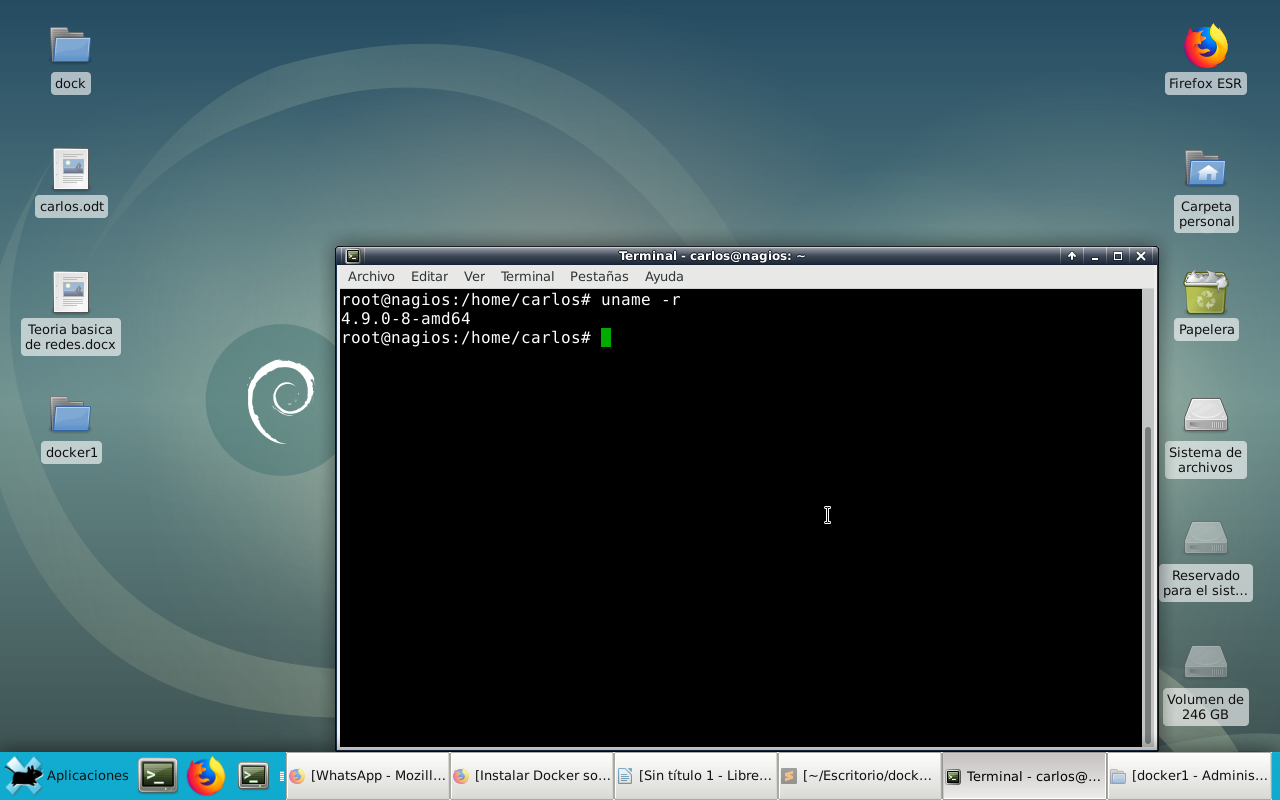 dock
Firefox ESR
carlos.odt
Carpeta
personal
Terminal - carlos@nagios: ~
Archivo Editar Ver Terminal Pestañas Ayuda
root@nagios:/home/carlos# uname -r
4.9.0-8-amd64
root@nagios:/home/carlos#
Teoria basica
de redes.docx
Papelera
docker1
Sistema de
archivos
Reservado
para el sist...
Volumen de
246 GB
Aplicaciones
[WhatsApp - Mozill...
[Instalar Docker so...
[Sin título 1 - Libre...
[~/Escritorio/dock...
Terminal - carlos@...
[docker1 - Adminis...